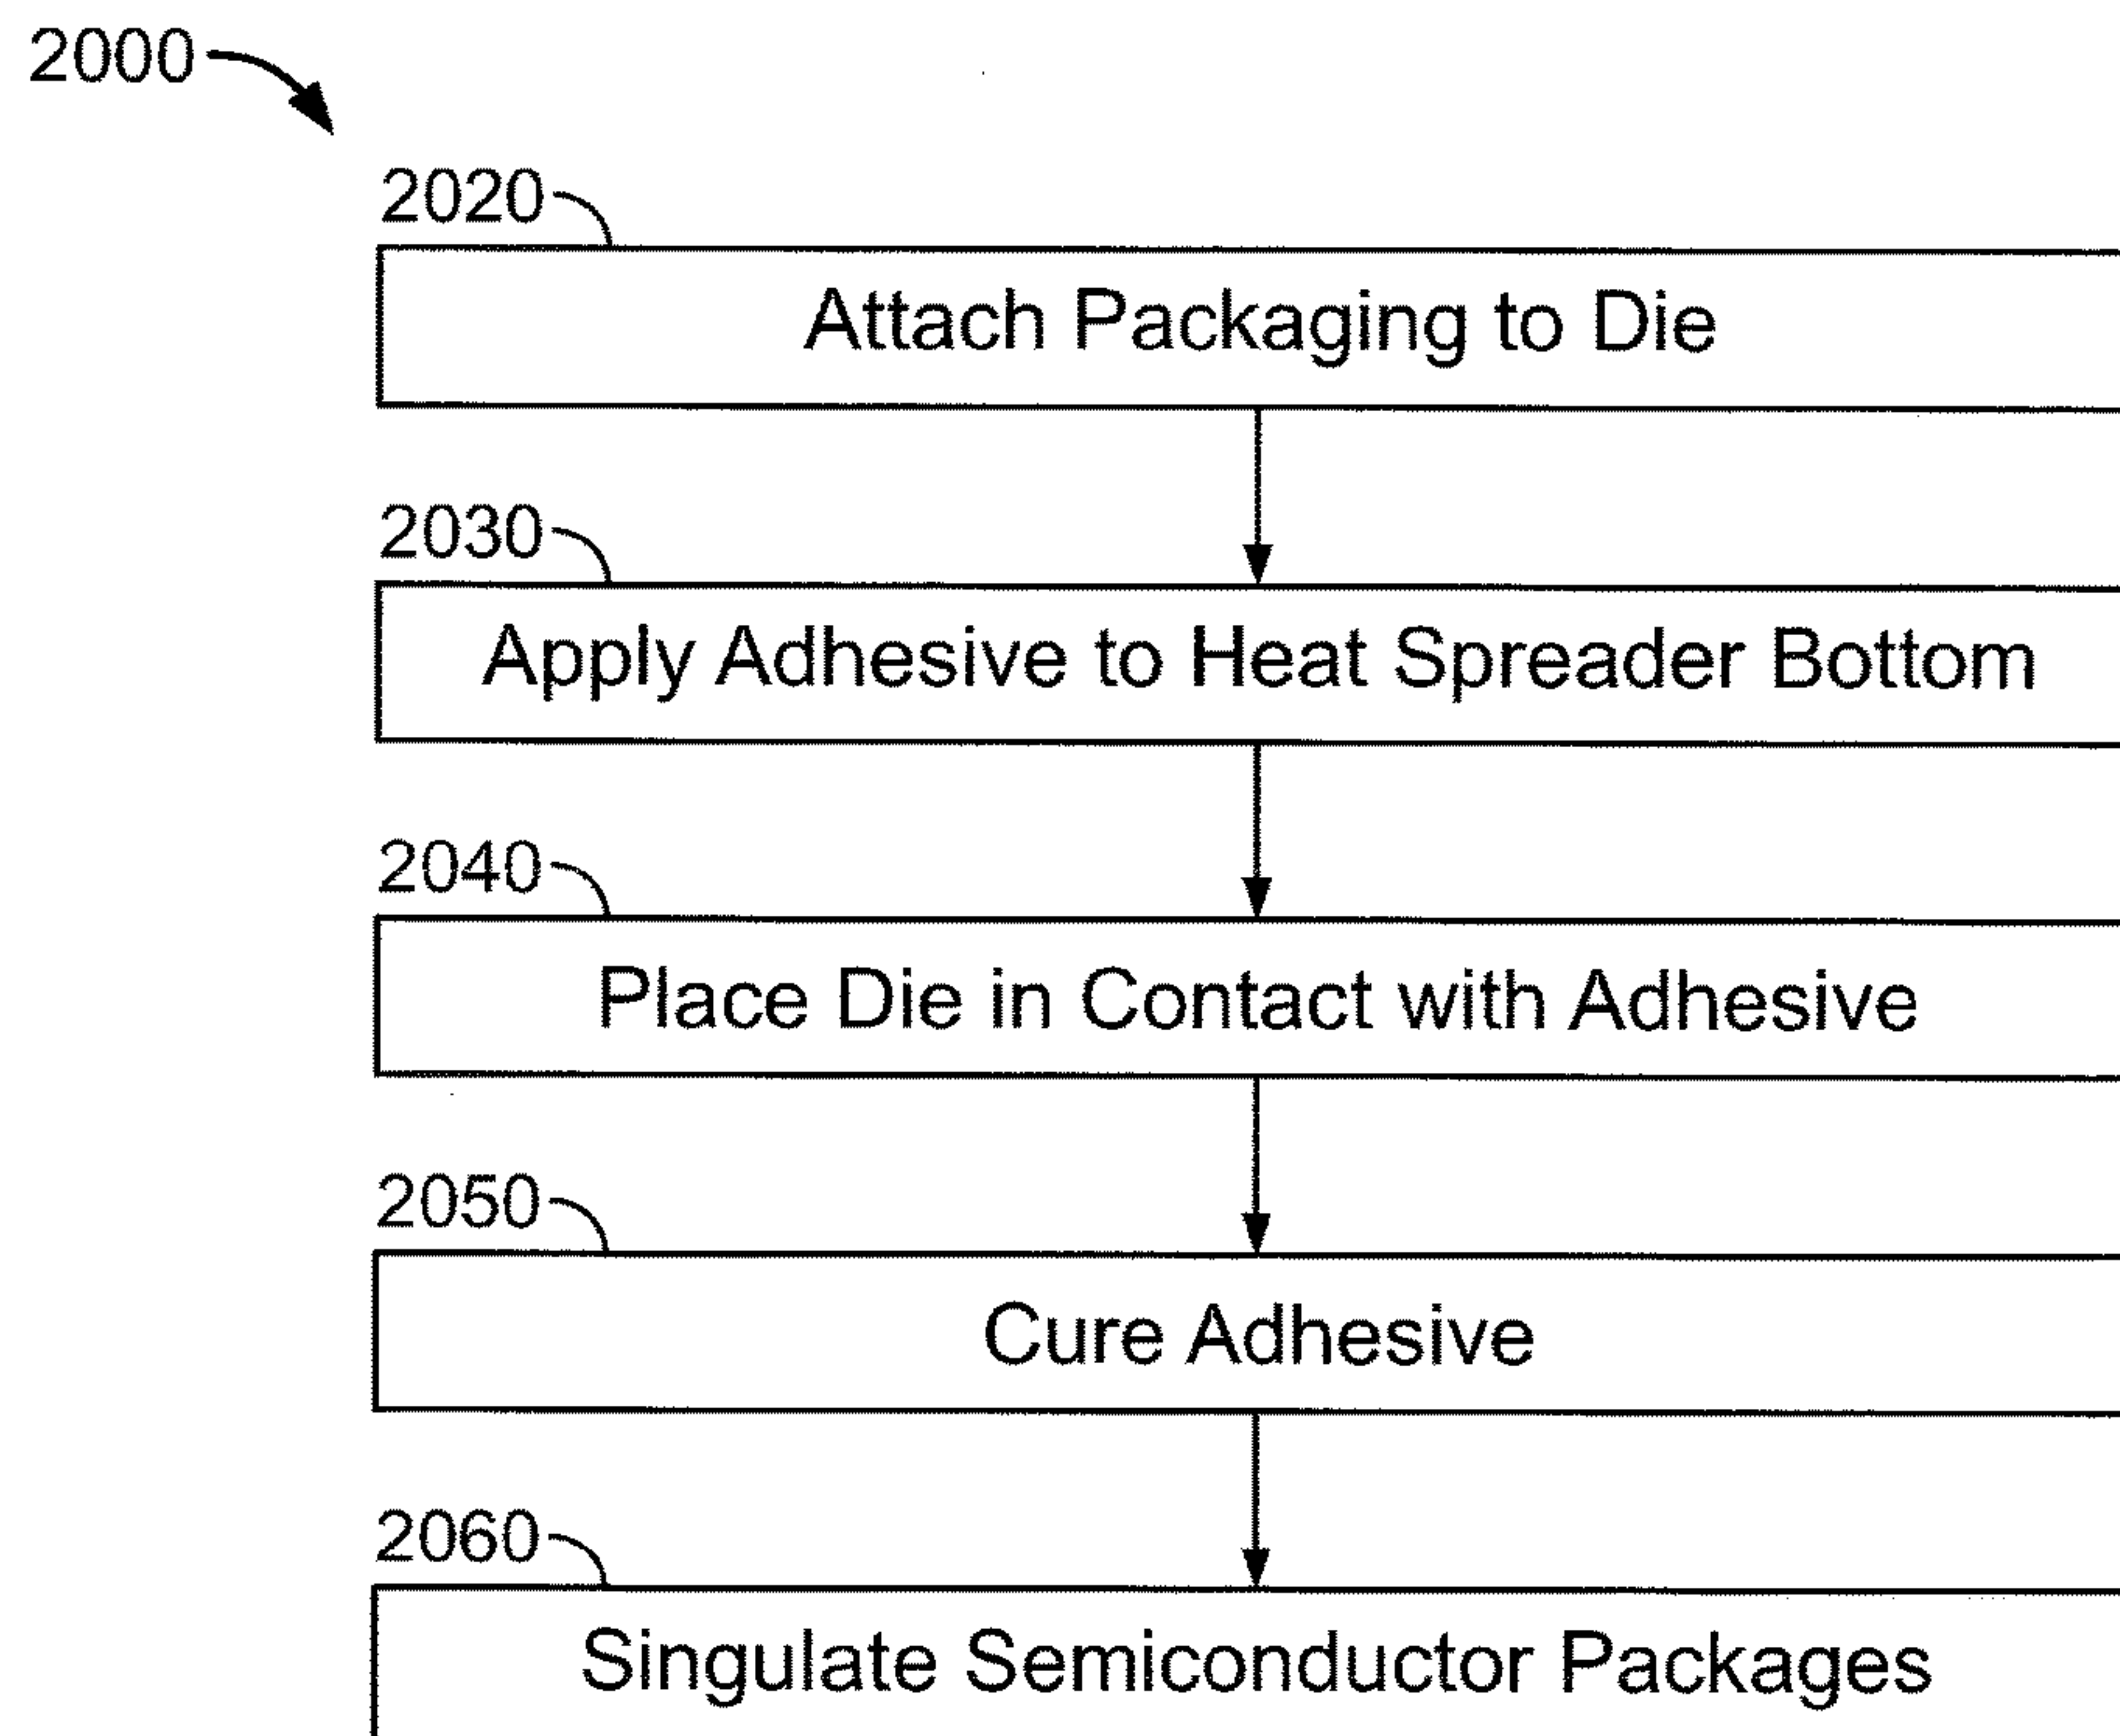 2000
2020
Attach Packaging to Die
2030
Apply Adhesive to Heat Spreader Bottom
2040
Place Die in Contact with Adhesive
2050
Cure Adhesive
2060
Singulate Semiconductor Packages